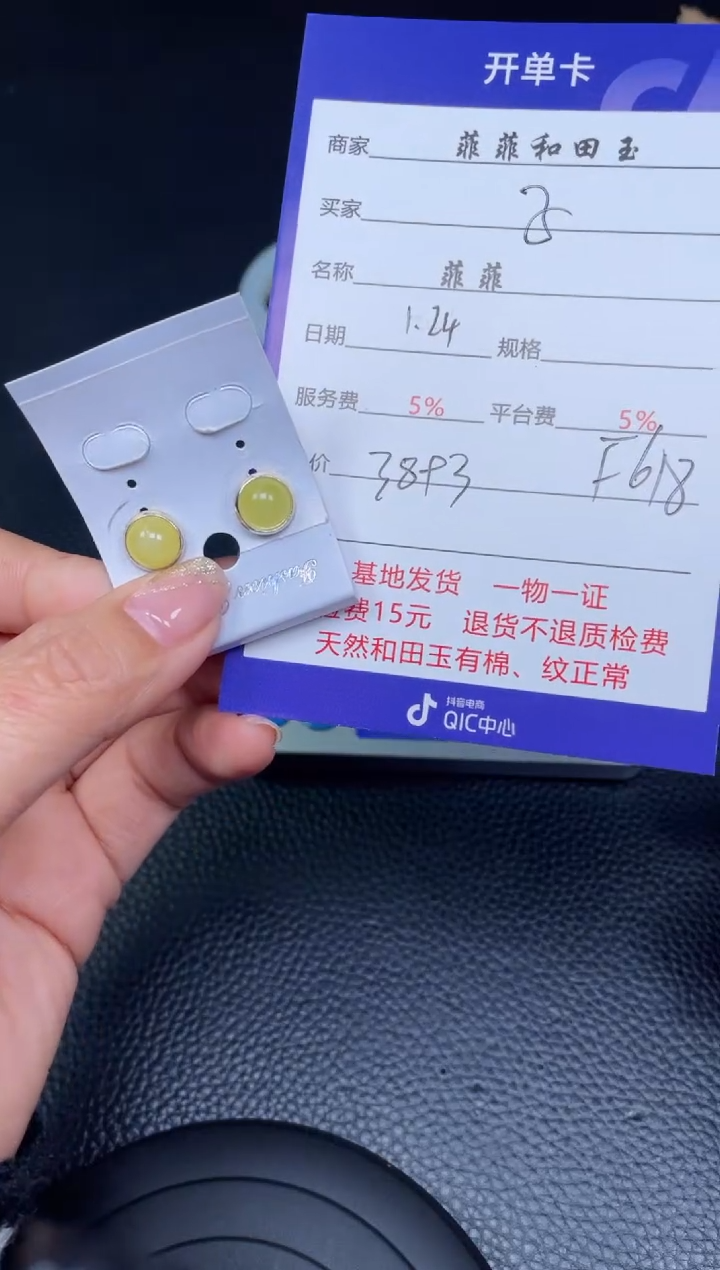 开单卡
商家 菲菲和田玉
买家
名称 菲菲
日期 1.24 规格
服务费 5% 平台费 5%
价 3893 F618
基地发货 一物一证
费15元 退货不退质检费
天然和田玉有棉、纹正常
抖音电商
QIC中心